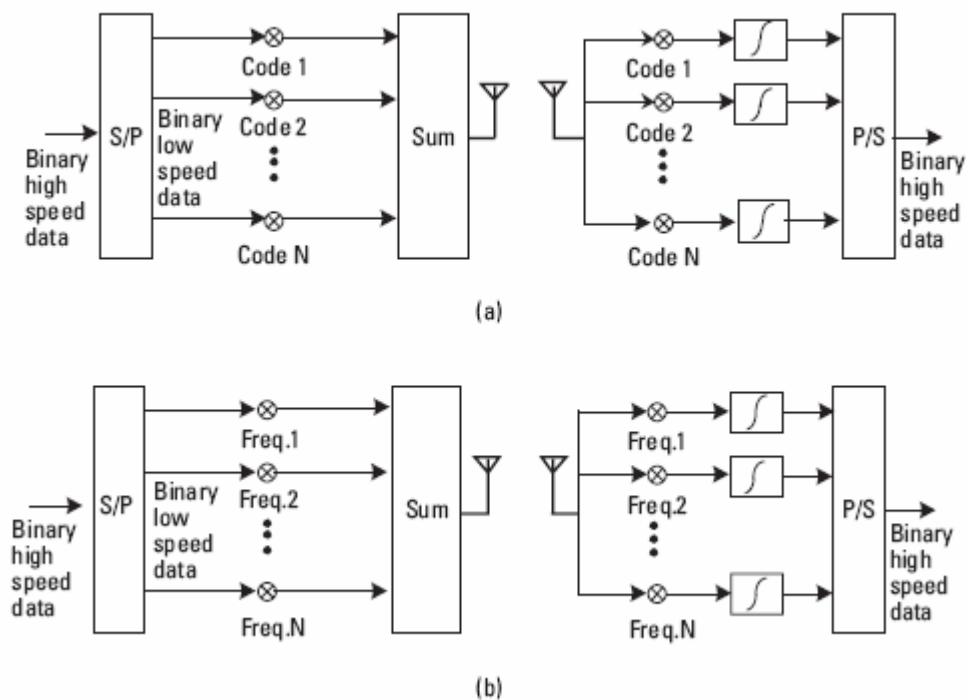 S/P
Binary
high
speed
data
Binary
low
speed
data
Code 1
Code 2
Code N
Sum
Code 1
Code 2
Code N
P/S
Binary
high
speed
data
(a)
S/P
Binary
high
speed
data
Binary
low
speed
data
Freq.1
Freq.2
Freq.N
Sum
Freq.1
Freq.2
Freq.N
P/S
Binary
high
speed
data
(b)